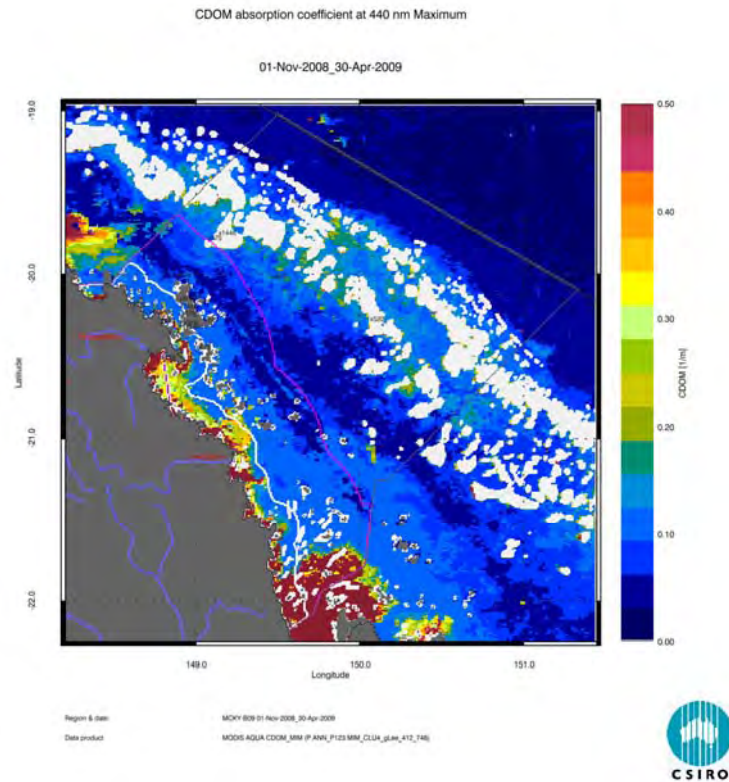 CDOM absorption coefficient at 440 nm Maximum
01-Nov-2008_30-Apr-2009
-19.0
-20.0
-21.0
-22.0
Latitude
149.0
150.0
151.0
Longitude
0.50
0.40
0.30
0.20
0.10
0.00
CDOM [1/m]
Region & date:
MCKY B09 01-Nov-2008_30-Apr-2009
Data product
CSIRO